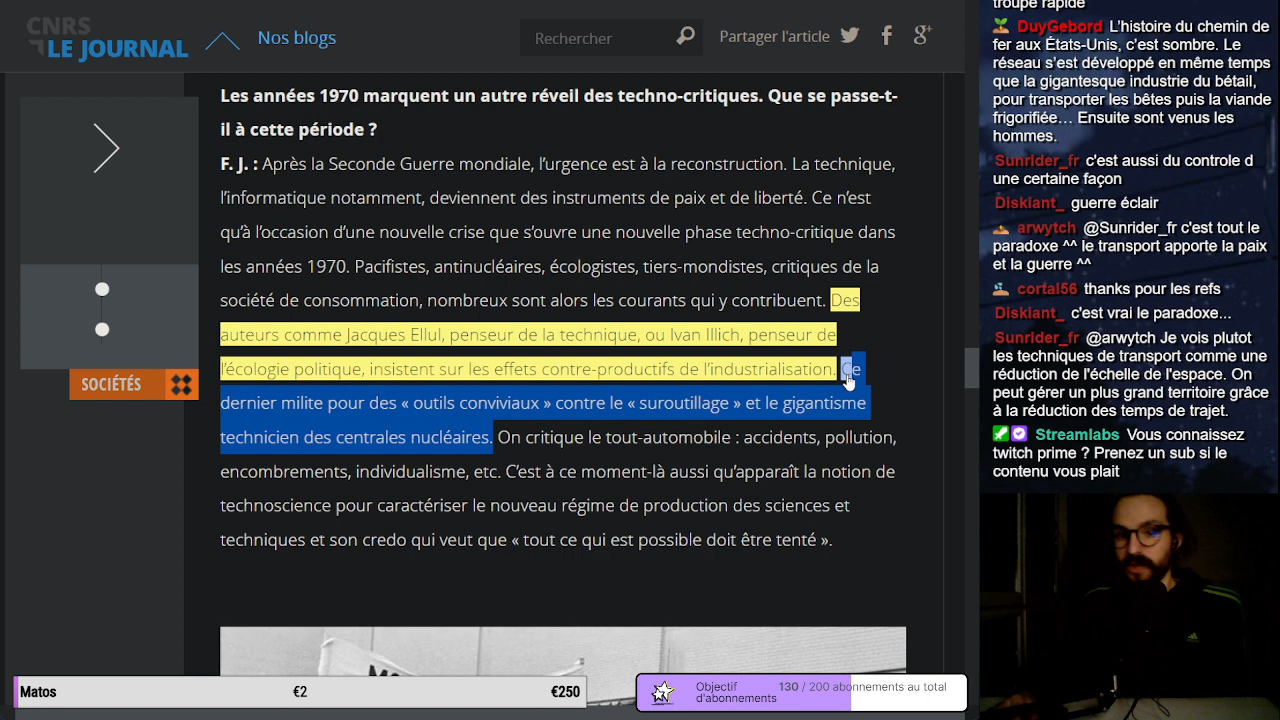 CNRS
LE JOURNAL
Nos blogs
Rechercher
Partager l'article
Les années 1970 marquent un autre réveil des techno-critiques. Que se passe-t-
il à cette période ?
F. J. : Après la Seconde Guerre mondiale, l'urgence est à la reconstruction. La technique,
l'informatique notamment, deviennent des instruments de paix et de liberté. Ce n'est
qu'à l'occasion d'une nouvelle crise que s'ouvre une nouvelle phase techno-critique dans
les années 1970. Pacifistes, antinucléaires, écologistes, tiers-mondistes, critiques de la
société de consommation, nombreux sont alors les courants qui y contribuent. Des
auteurs comme Jacques Ellul, penseur de la technique, ou Ivan Illich, penseur de
l'écologie politique, insistent sur les effets contre-productifs de l'industrialisation. Ce
dernier milite pour des « outils conviviaux » contre le « suroutillage » et le gigantisme
technicien des centrales nucléaires. On critique le tout-automobile : accidents, pollution,
encombrements, individualisme, etc. C'est à ce moment-là aussi qu'apparaît la notion de
technoscience pour caractériser le nouveau régime de production des sciences et
techniques et son credo qui veut que « tout ce qui est possible doit être tenté ».
SOCIÉTÉS
Matos
€2
€250
Objectif
d'abonnements
130 / 200 abonnements au total
troupe rapide
DuyGebord L'histoire du chemin de
fer aux États-Unis, c'est sombre. Le
réseau s'est développé en même temps
que la gigantesque industrie du bétail,
pour transporter les bêtes puis la viande
frigorifiée… Ensuite sont venus les
hommes.
Sunrider_fr c'est aussi du controle d
une certaine façon
Diskiant_ guerre éclair
arwytch @Sunrider_fr c'est tout le
paradoxe ^^ le transport apporte la paix
et la guerre ^^
cortal56 thanks pour les refs
Diskiant_ c'est vrai le paradoxe...
Sunrider_fr @arwytch Je vois plutot
les techniques de transport comme une
réduction de l'échelle de l'espace. On
peut gérer un plus grand territoire grâce
à la réduction des temps de trajet.
Streamlabs Vous connaissez
twitch prime ? Prenez un sub si le
contenu vous plait